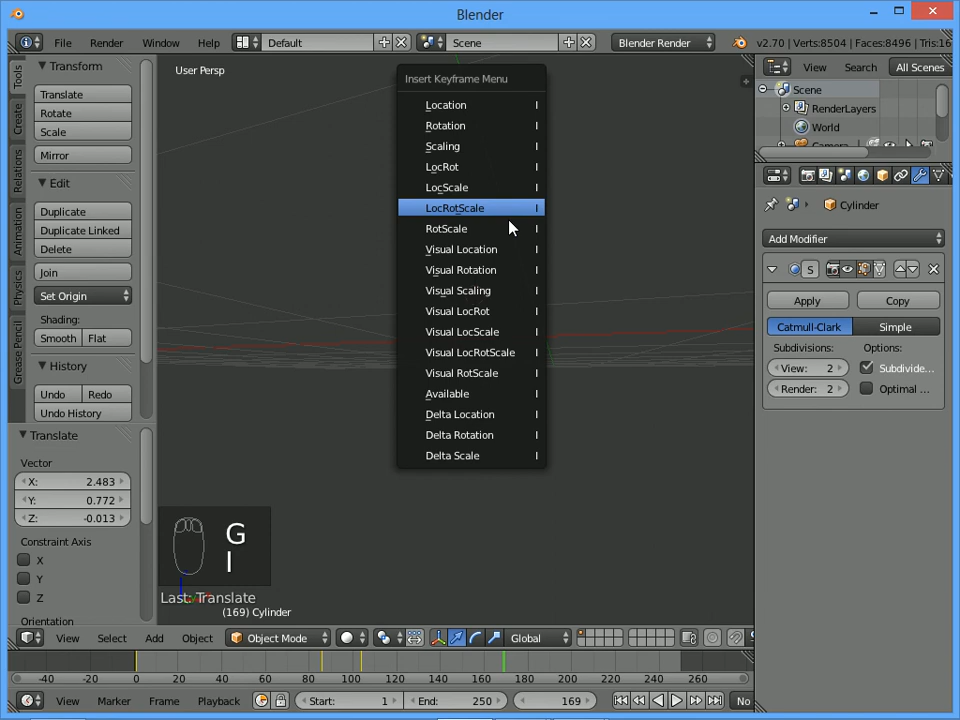 Blender
File Render Window Help Default Scene Blender Render v2.70 | Verts:8504 | Faces:8496 | Tris:16
Transform
Translate
Rotate
Scale
Mirror
Edit
Duplicate
Duplicate Linked
Delete
Join
Set Origin
Shading:
Smooth Flat
History
Undo Redo
Undo History
Translate
Vector
X: 2.483
Y: 0.772
Z: -0.013
Constraint Axis
X
Y
Z
Orientation
Tools
Create
Relations
Animation
Physics
Grease Pencil
User Persp
Insert Keyframe Menu
Location I
Rotation I
Scaling I
LocRot I
LocScale I
LocRotScale I
RotScale I
Visual Location I
Visual Rotation I
Visual Scaling I
Visual LocRot I
Visual LocScale I
Visual LocRotScale I
Visual RotScale I
Available I
Delta Location I
Delta Rotation I
Delta Scale I
G
I
Last: Translate
(169) Cylinder
View Select Add Object Object Mode Global
-40 -20 0 20 40 60 80 100 120 140 160 180 200 220 240 260
View Marker Frame Playback Start: 1 End: 250 169 No
View Search All Scenes
Scene
RenderLayers
World
Camera
Cylinder
Add Modifier
S
Apply Copy
Catmull-Clark Simple
Subdivisions: Options:
View: 2 Subdivide...
Render: 2 Optimal ...